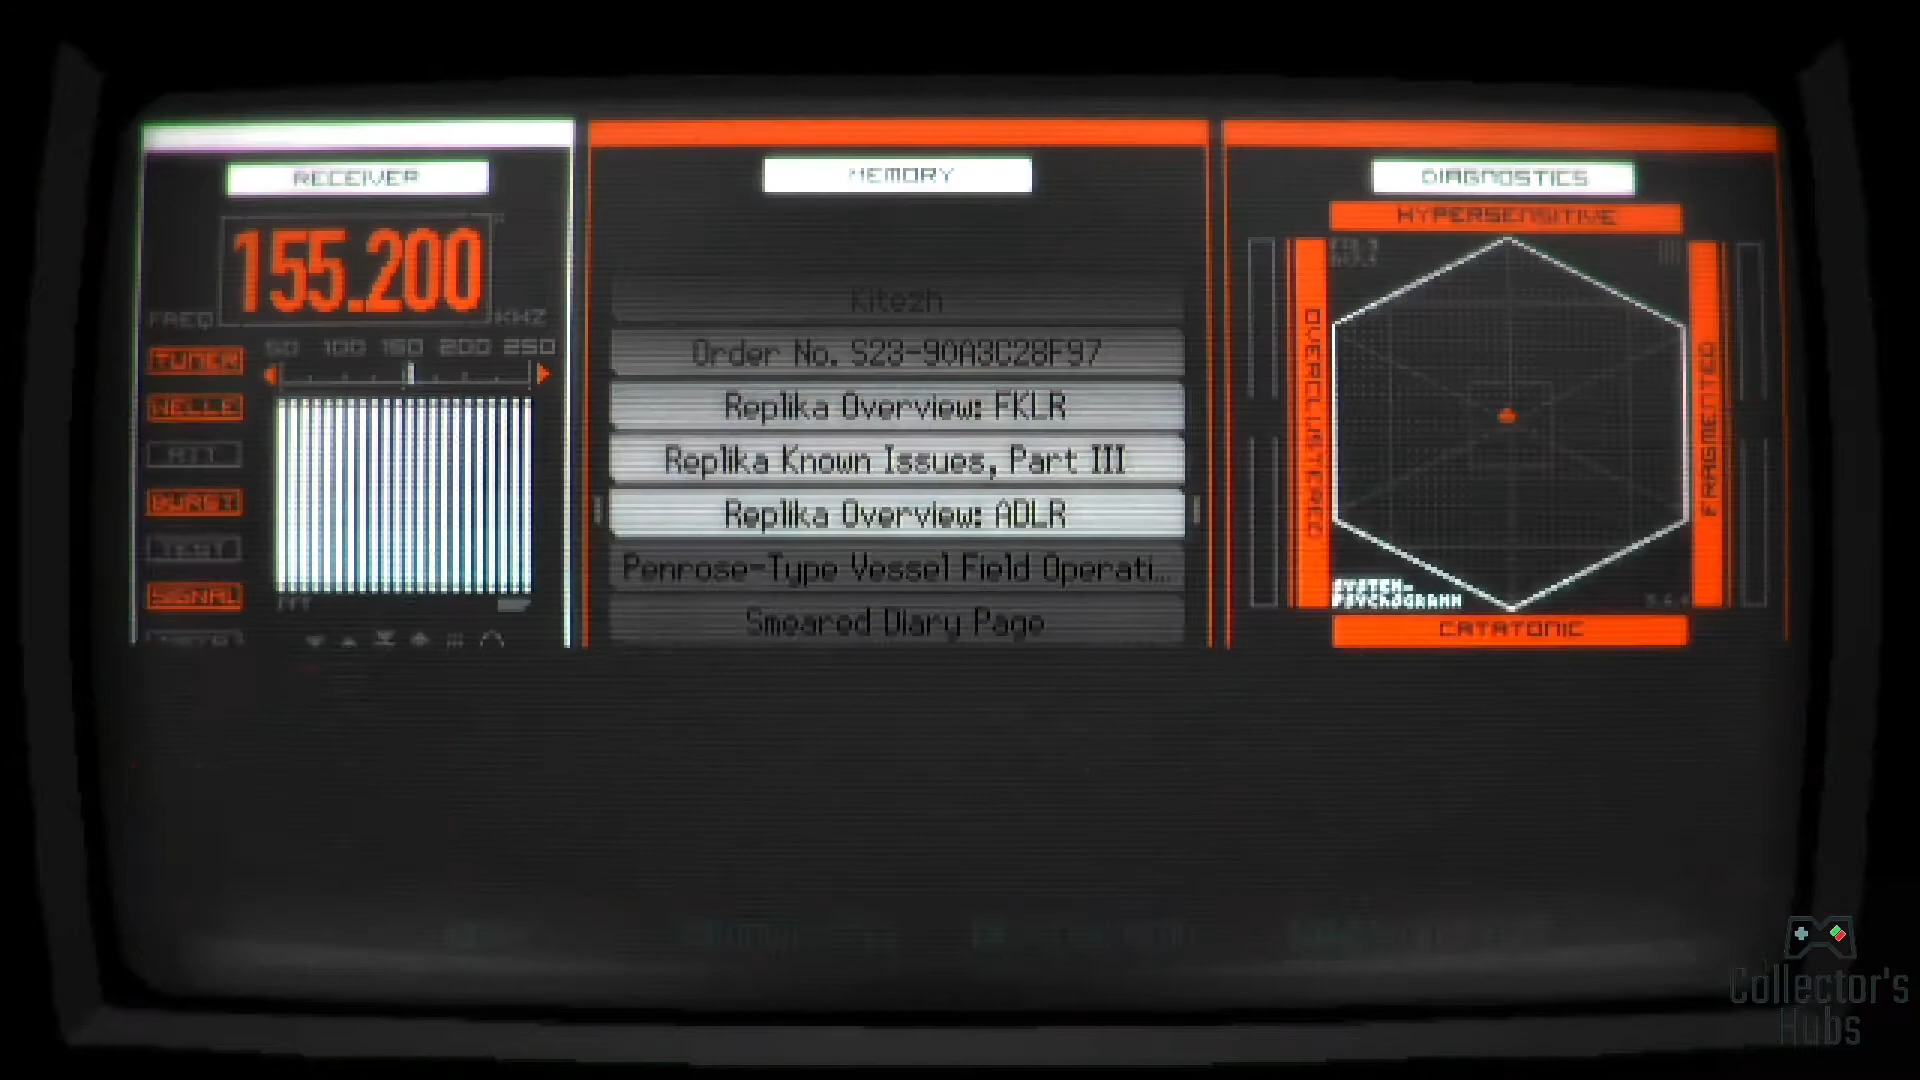 RECEIVER
155.200
FREQ
KHZ
50 100 150 200 250
TUNER
WELLE
ATT
BURST
TEST
SIGNAL
MEMORY
Kitezh
Order No. S23-90A3C28F97
Replika Overview: FKLR
Replika Known Issues, Part III
Replika Overview: ADLR
Penrose-Type Vessel Field Operati...
Smeared Diary Page
DIAGNOSTICS
HYPERSENSITIVE
OVERCLUSTERED
FRAGMENTED
SYSTEM-
PSYCHOGRAMM
CATATONIC
Collector's
Hubs